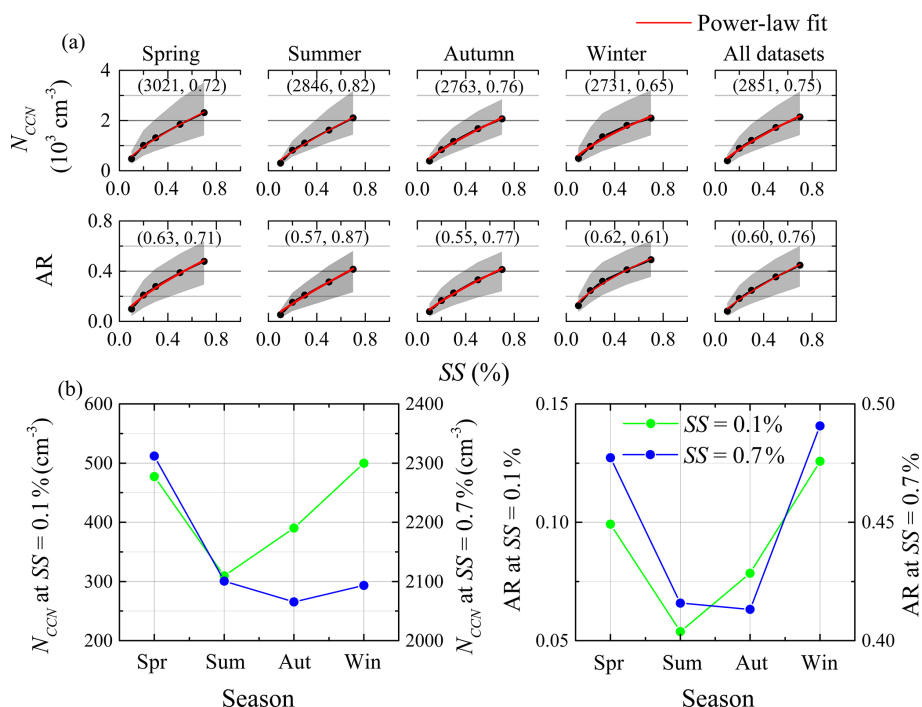 Power-law fit
(a)
Spring Summer Autumn Winter All datasets
N_CCN (10³ cm⁻³)
4
2
0
(3021, 0.72) (2846, 0.82) (2763, 0.76) (2731, 0.65) (2851, 0.75)
0.0 0.4 0.8 0.0 0.4 0.8 0.0 0.4 0.8 0.0 0.4 0.8 0.0 0.4 0.8
AR
0.8
0.4
0.0
(0.63, 0.71) (0.57, 0.87) (0.55, 0.77) (0.62, 0.61) (0.60, 0.76)
0.0 0.4 0.8 0.0 0.4 0.8 0.0 0.4 0.8 0.0 0.4 0.8 0.0 0.4 0.8
SS (%)
(b)
N_CCN at SS = 0.1% (cm⁻³)
600
500
400
300
200
2400
2300
2200
2100
2000
N_CCN at SS = 0.7% (cm⁻³)
Spr Sum Aut Win
Season
AR at SS = 0.1%
0.15
0.10
0.05
SS = 0.1%
SS = 0.7%
0.50
0.45
0.40
AR at SS = 0.7%
Spr Sum Aut Win
Season